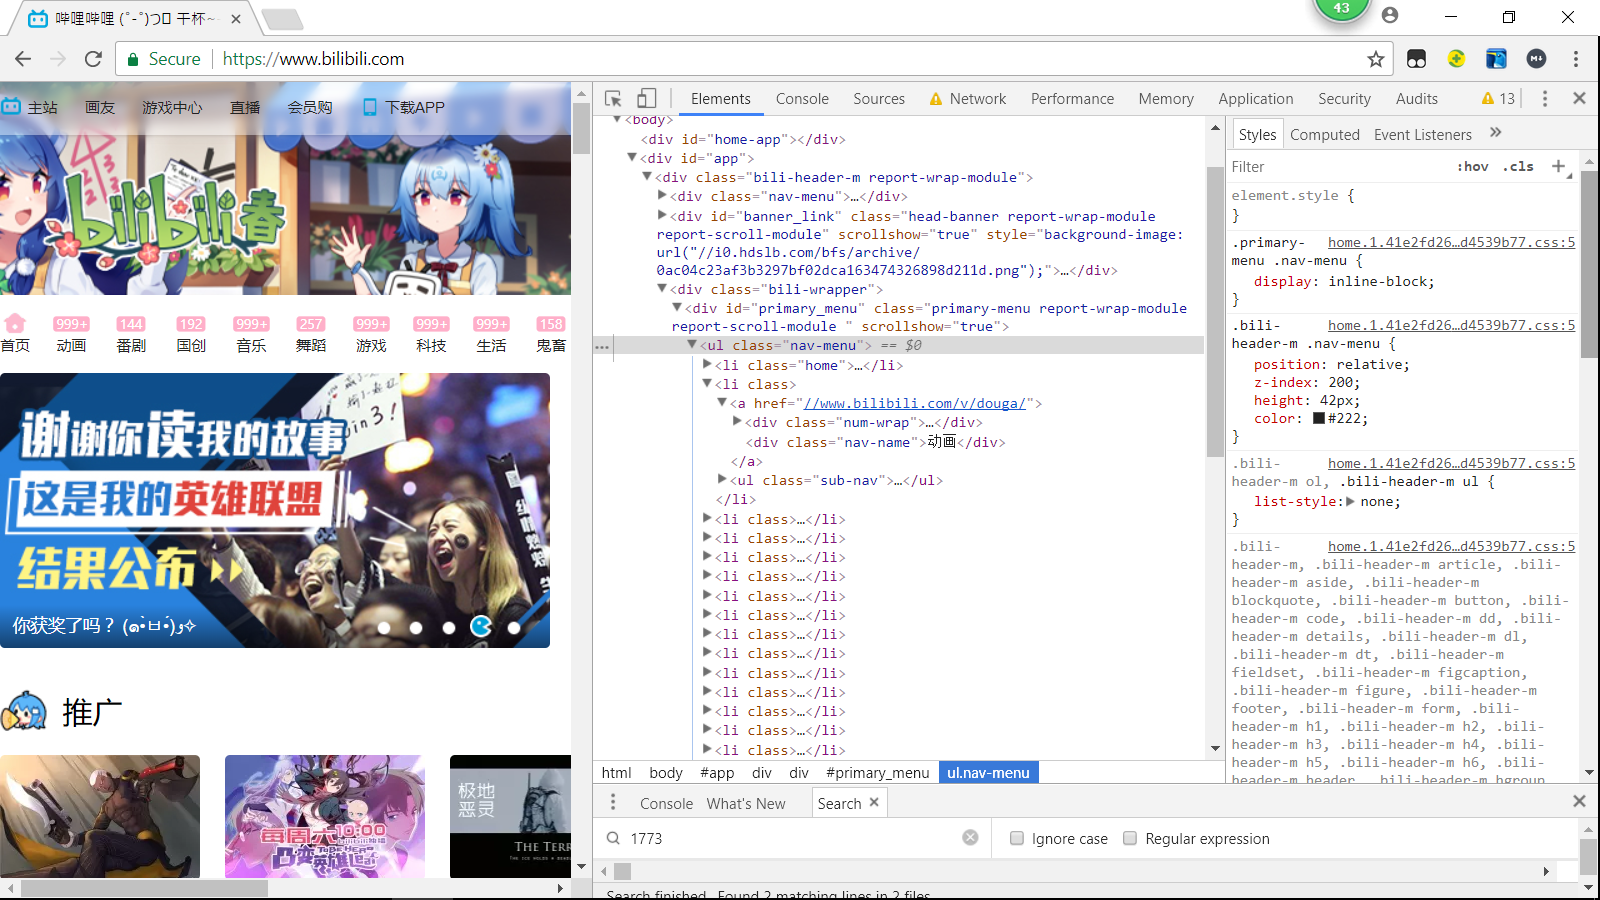 哔哩哔哩 (゜-゜)つロ 干杯~
43
Secure
https://www.bilibili.com
主站 画友 游戏中心 直播 会员购 下载APP
bilibili春
999+ 144 192 999+ 257 999+ 999+ 999+ 158
首页 动画 番剧 国创 音乐 舞蹈 游戏 科技 生活 鬼畜
谢谢你读我的故事
这是我的英雄联盟
结果公布
你获奖了吗？(๑•̀ㅂ•́)و✧
推广
每周六10:00
凸变英雄Leaf
极地
恶灵
THE TERR
Elements Console Sources Network Performance Memory Application Security Audits 13
<body>
<div id="home-app"></div>
<div id="app">
<div class="bili-header-m report-wrap-module">
<div class="nav-menu">…</div>
<div id="banner_link" class="head-banner report-wrap-module
report-scroll-module" scrollshow="true" style="background-image:
url("//i0.hdslb.com/bfs/archive/
0ac04c23af3b3297bf02dca163474326898d211d.png");">…</div>
<div class="bili-wrapper">
<div id="primary_menu" class="primary-menu report-wrap-module
report-scroll-module " scrollshow="true">
… <ul class="nav-menu"> == $0
<li class="home">…</li>
<li class>
<a href="//www.bilibili.com/v/douga/">
<div class="num-wrap">…</div>
<div class="nav-name">动画</div>
</a>
<ul class="sub-nav">…</ul>
</li>
<li class>…</li>
<li class>…</li>
<li class>…</li>
<li class>…</li>
<li class>…</li>
<li class>…</li>
<li class>…</li>
<li class>…</li>
<li class>…</li>
<li class>…</li>
<li class>…</li>
<li class>…</li>
<li class>…</li>
html body #app div div #primary_menu ul.nav-menu
Styles Computed Event Listeners »
Filter :hov .cls +
element.style {
}
.primary- home.1.41e2fd26…d4539b77.css:5
menu .nav-menu {
display: inline-block;
}
.bili- home.1.41e2fd26…d4539b77.css:5
header-m .nav-menu {
position: relative;
z-index: 200;
height: 42px;
color: #222;
}
.bili- home.1.41e2fd26…d4539b77.css:5
header-m ol, .bili-header-m ul {
list-style: none;
}
.bili- home.1.41e2fd26…d4539b77.css:5
header-m, .bili-header-m article, .bili-
header-m aside, .bili-header-m
blockquote, .bili-header-m button, .bili-
header-m code, .bili-header-m dd, .bili-
header-m details, .bili-header-m dl,
.bili-header-m dt, .bili-header-m
fieldset, .bili-header-m figcaption,
.bili-header-m figure, .bili-header-m
footer, .bili-header-m form, .bili-
header-m h1, .bili-header-m h2, .bili-
header-m h3, .bili-header-m h4, .bili-
header-m h5, .bili-header-m h6, .bili-
header-m header, .bili-header-m hgroup,
Console What's New Search
1773
Ignore case Regular expression
Search finished. Found 2 matching lines in 2 files.